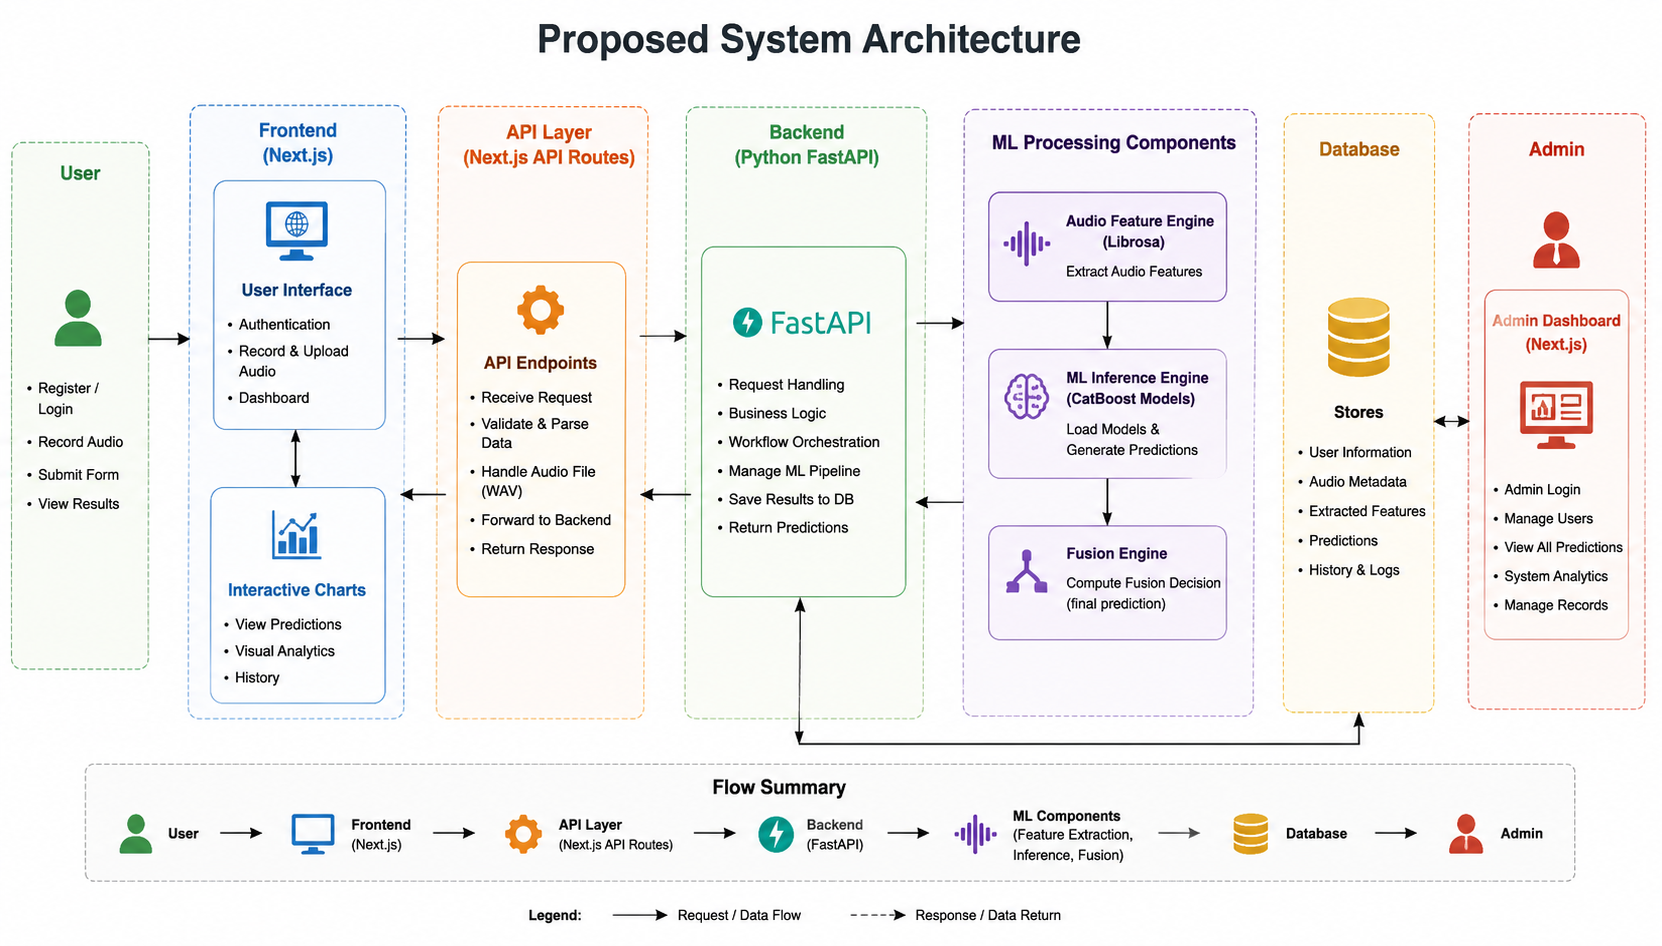 Proposed System Architecture
User
• Register /
Login
• Record Audio
• Submit Form
• View Results
Frontend
(Next.js)
User Interface
• Authentication
• Record & Upload
Audio
• Dashboard
Interactive Charts
• View Predictions
• Visual Analytics
• History
API Layer
(Next.js API Routes)
API Endpoints
• Receive Request
• Validate & Parse
Data
• Handle Audio File
(WAV)
• Forward to Backend
• Return Response
Backend
(Python FastAPI)
FastAPI
• Request Handling
• Business Logic
• Workflow Orchestration
• Manage ML Pipeline
• Save Results to DB
• Return Predictions
ML Processing Components
Audio Feature Engine
(Librosa)
Extract Audio Features
ML Inference Engine
(CatBoost Models)
Load Models &
Generate Predictions
Fusion Engine
Compute Fusion Decision
(final prediction)
Database
Stores
• User Information
• Audio Metadata
• Extracted Features
• Predictions
• History & Logs
Admin
Admin Dashboard
(Next.js)
• Admin Login
• Manage Users
• View All Predictions
• System Analytics
• Manage Records
Flow Summary
User
Frontend
(Next.js)
API Layer
(Next.js API Routes)
Backend
(FastAPI)
ML Components
(Feature Extraction,
Inference, Fusion)
Database
Admin
Legend:
Request / Data Flow
Response / Data Return